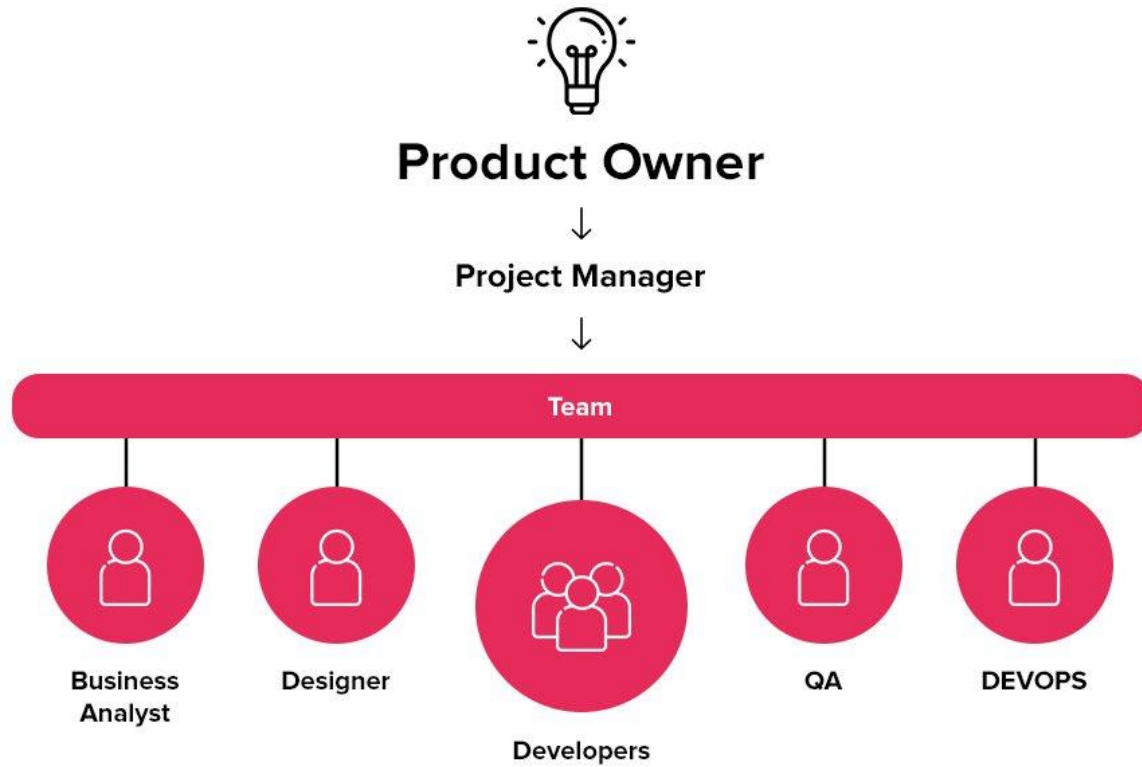 Product Owner
Project Manager
Team
Business
Analyst
Designer
Developers
QA
DEVOPS